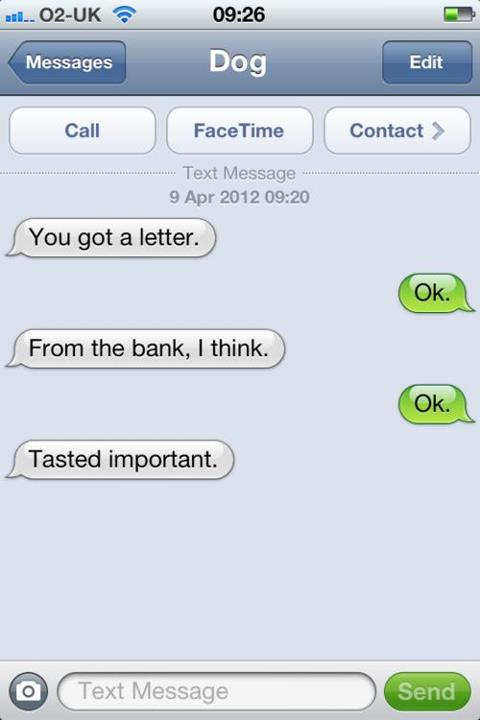 O2-UK 09:26
Messages Dog Edit
Call FaceTime Contact
Text Message
9 Apr 2012 09:20
You got a letter.
Ok.
From the bank, I think.
Ok.
Tasted important.
Text Message Send